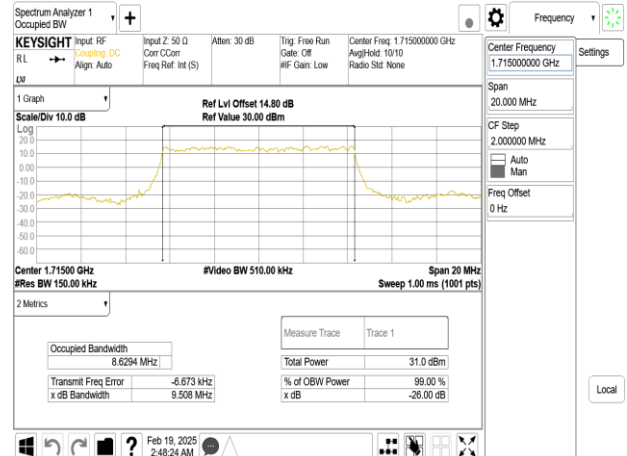 Spectrum Analyzer 1
Occupied BW
Frequency
KEYSIGHT
RL
LXI
Input: RF
Coupling: DC
Align: Auto
Input Z: 50 Ω
Corr CCorr
Freq Ref: Int (S)
Atten: 30 dB
Trig: Free Run
Gate: Off
#IF Gain: Low
Center Freq: 1.715000000 GHz
Avg|Hold: 10/10
Radio Std: None
Center Frequency
1.715000000 GHz
Settings
Span
20.000 MHz
CF Step
2.000000 MHz
Auto
Man
Freq Offset
0 Hz
Local
1 Graph
Scale/Div 10.0 dB
Ref Lvl Offset 14.80 dB
Ref Value 30.00 dBm
Log
20.0
10.0
0.00
-10.0
-20.0
-30.0
-40.0
-50.0
-60.0
Center 1.71500 GHz
#Video BW 510.00 kHz
Span 20 MHz
#Res BW 150.00 kHz
Sweep 1.00 ms (1001 pts)
2 Metrics
Measure Trace
Trace 1
Occupied Bandwidth
8.6294 MHz
Total Power
31.0 dBm
Transmit Freq Error
-6.673 kHz
% of OBW Power
99.00 %
x dB Bandwidth
9.508 MHz
x dB
-26.00 dB
?
Feb 19, 2025
2:48:24 AM